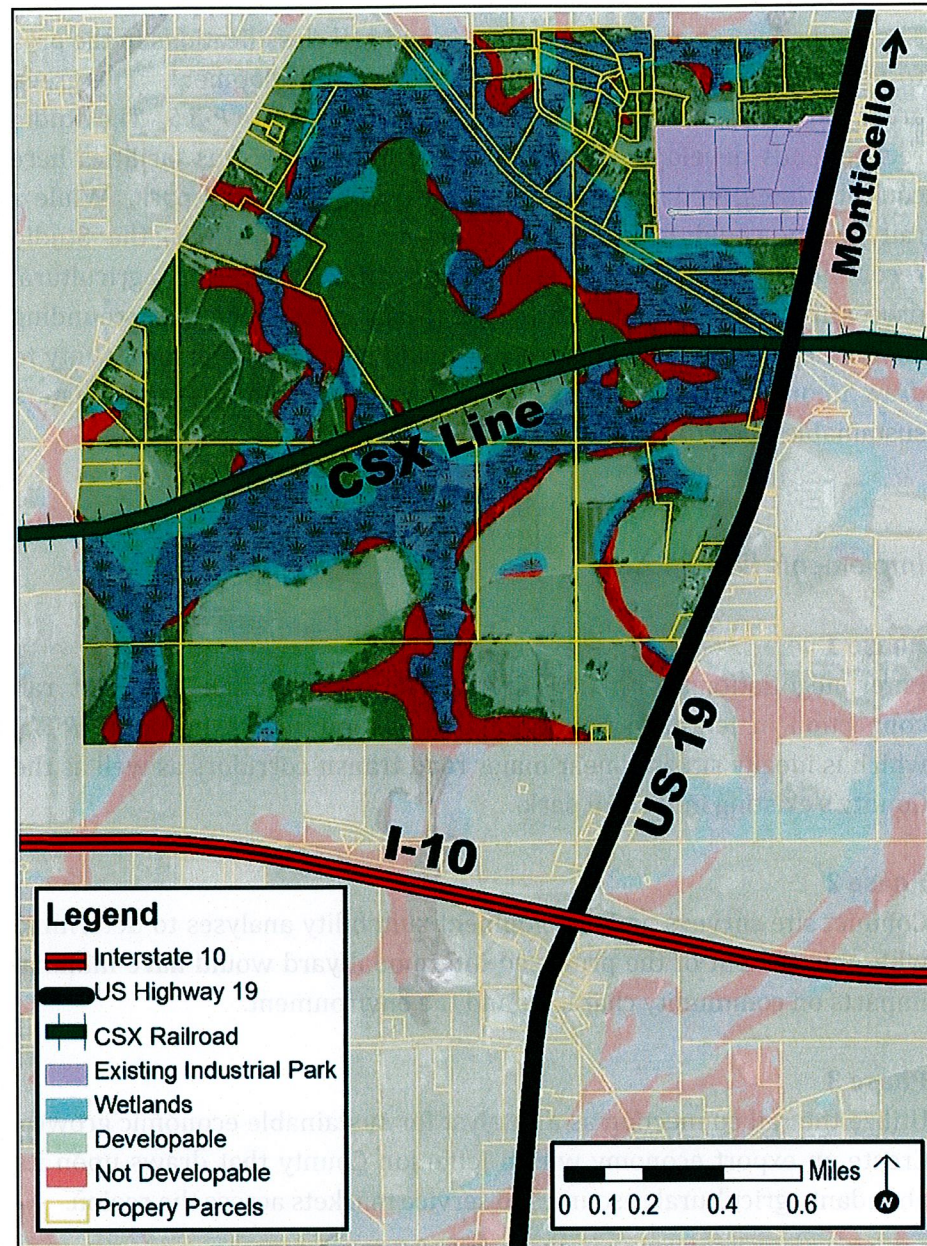 Monticello
CSX Line
US 19
I-10
Legend
Interstate 10
US Highway 19
CSX Railroad
Existing Industrial Park
Wetlands
Developable
Not Developable
Propery Parcels
Miles
0 0.1 0.2 0.4 0.6
N